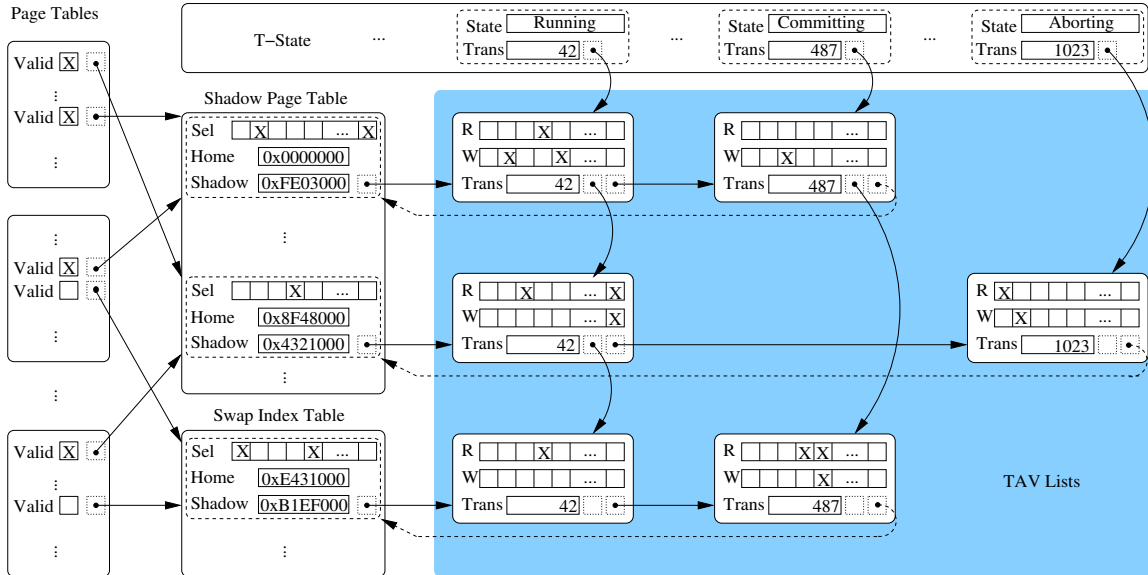 Page Tables
Valid X
...
Valid X
...
...
Valid X
Valid
...
...
Valid X
...
Valid
...
T-State
...
State Running
Trans 42
...
State Committing
Trans 487
...
State Aborting
Trans 1023
Shadow Page Table
Sel X ... X
Home 0x0000000
Shadow 0xFE03000
...
Sel X ...
Home 0x8F48000
Shadow 0x4321000
...
Swap Index Table
Sel X X ...
Home 0xE431000
Shadow 0xB1EF000
...
R X ...
W X X ...
Trans 42
R ...
W X ...
Trans 487
R X ... X
W ... X
Trans 42
R X ...
W X ...
Trans 1023
R X ...
W ...
Trans 42
R X X ...
W X ...
Trans 487
TAV Lists